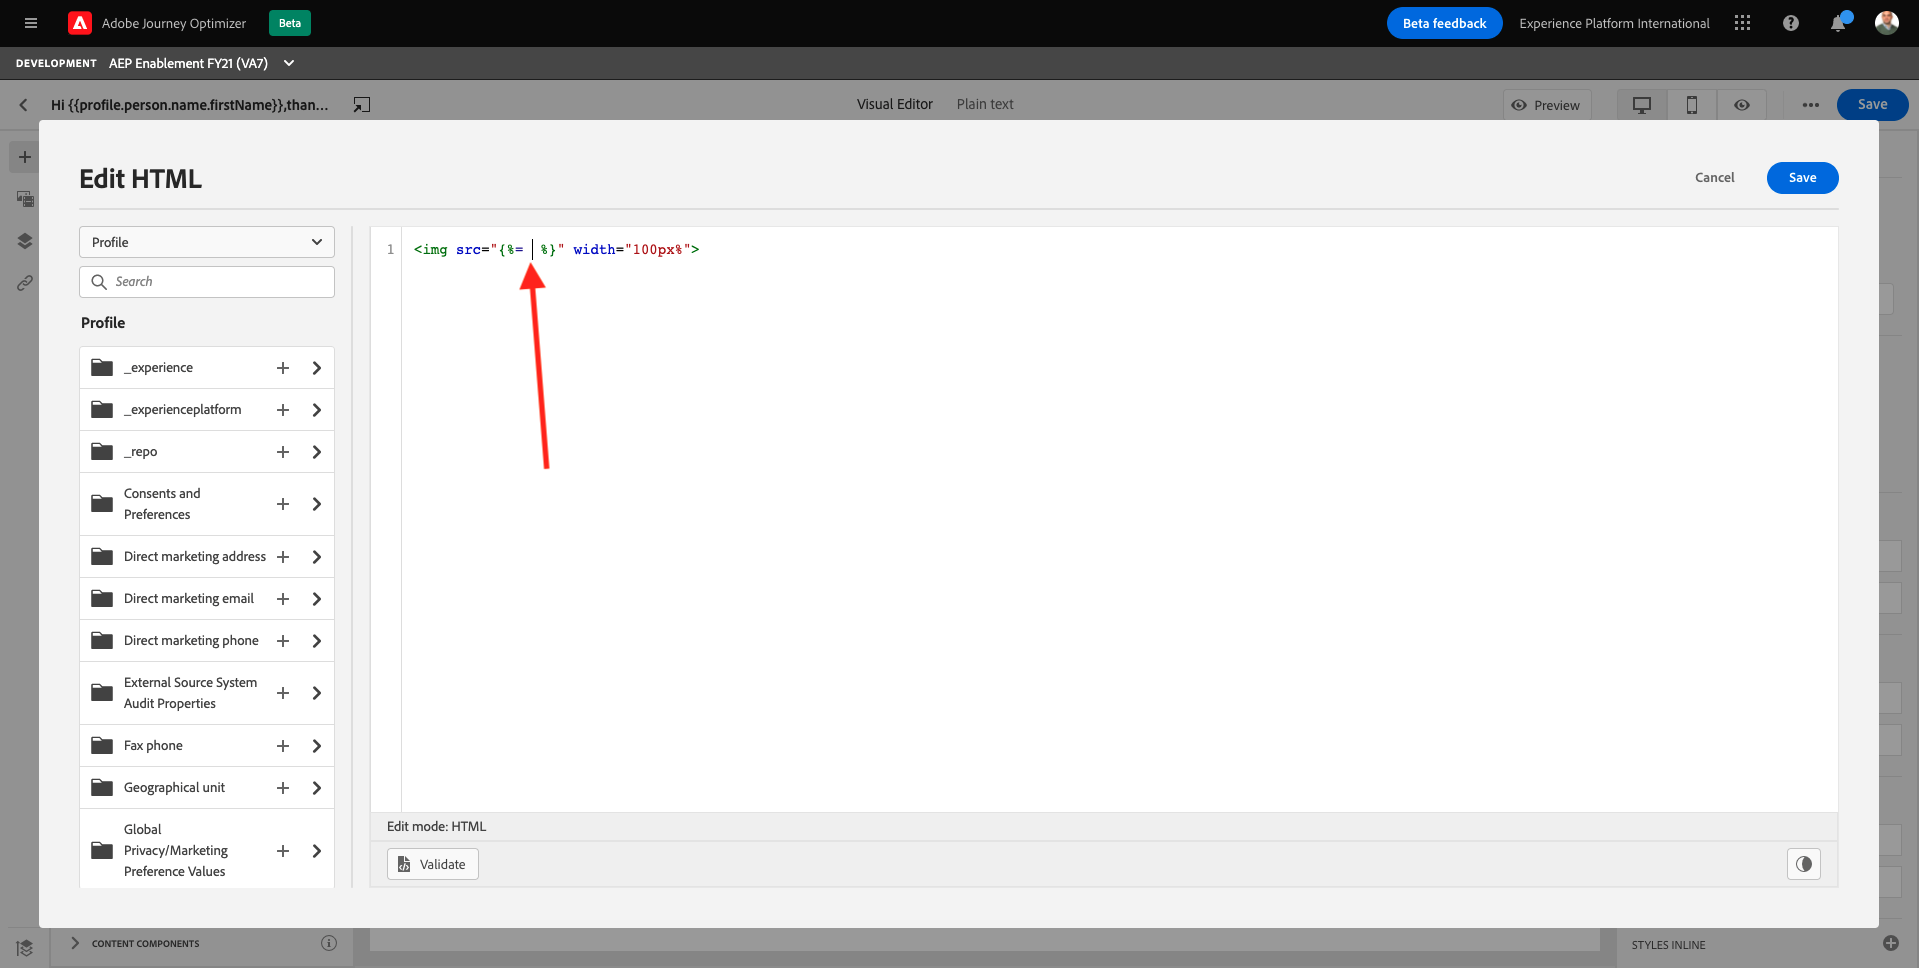 Adobe Journey Optimizer Beta Beta feedback Experience Platform International
DEVELOPMENT AEP Enablement FY21 (VA7)
Hi {{profile.person.name.firstName}},than... Visual Editor Plain text Preview Save
Edit HTML Cancel Save
Profile
Search
Profile
_experience
_experienceplatform
_repo
Consents and
Preferences
Direct marketing address
Direct marketing email
Direct marketing phone
External Source System
Audit Properties
Fax phone
Geographical unit
Global
Privacy/Marketing
Preference Values
1 <img src="{%= %}" width="100px%">
Edit mode: HTML
Validate
CONTENT COMPONENTS
STYLES INLINE